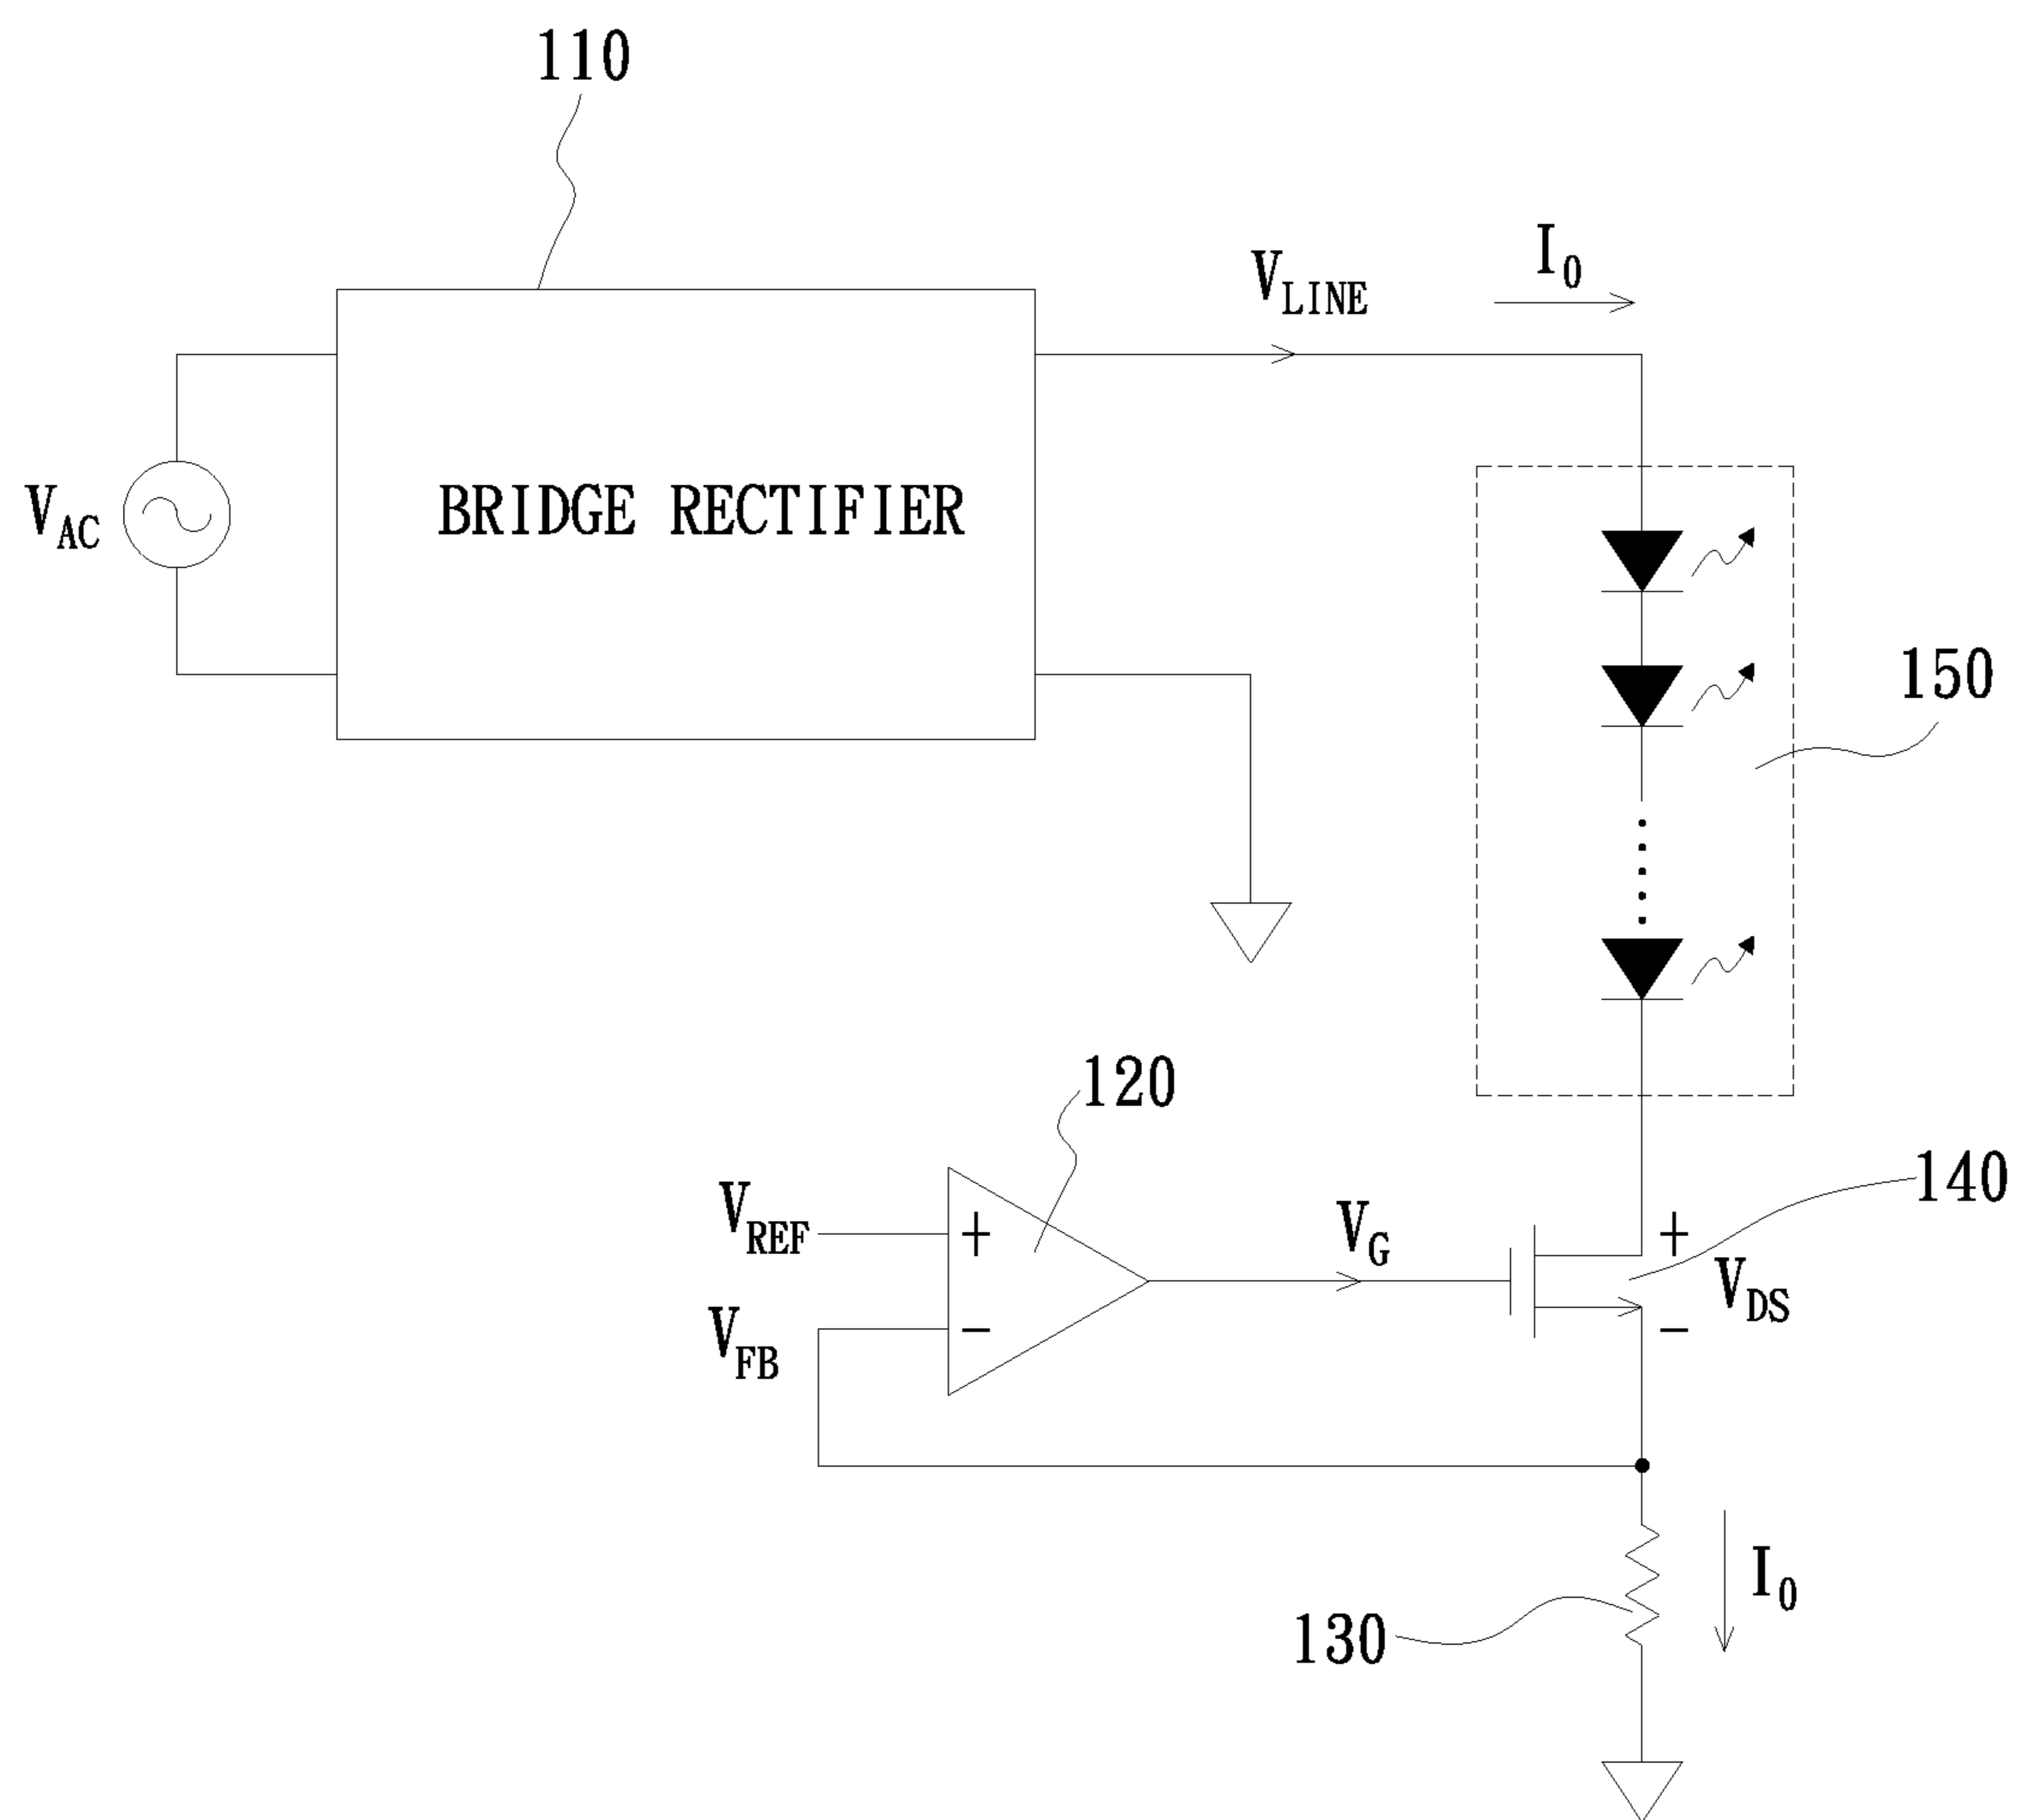 110
I0
VLINE
VAC
BRIDGE RECTIFIER
150
120
140
VREF
+
VG
+
VDS
VFB
−
−
I0
130